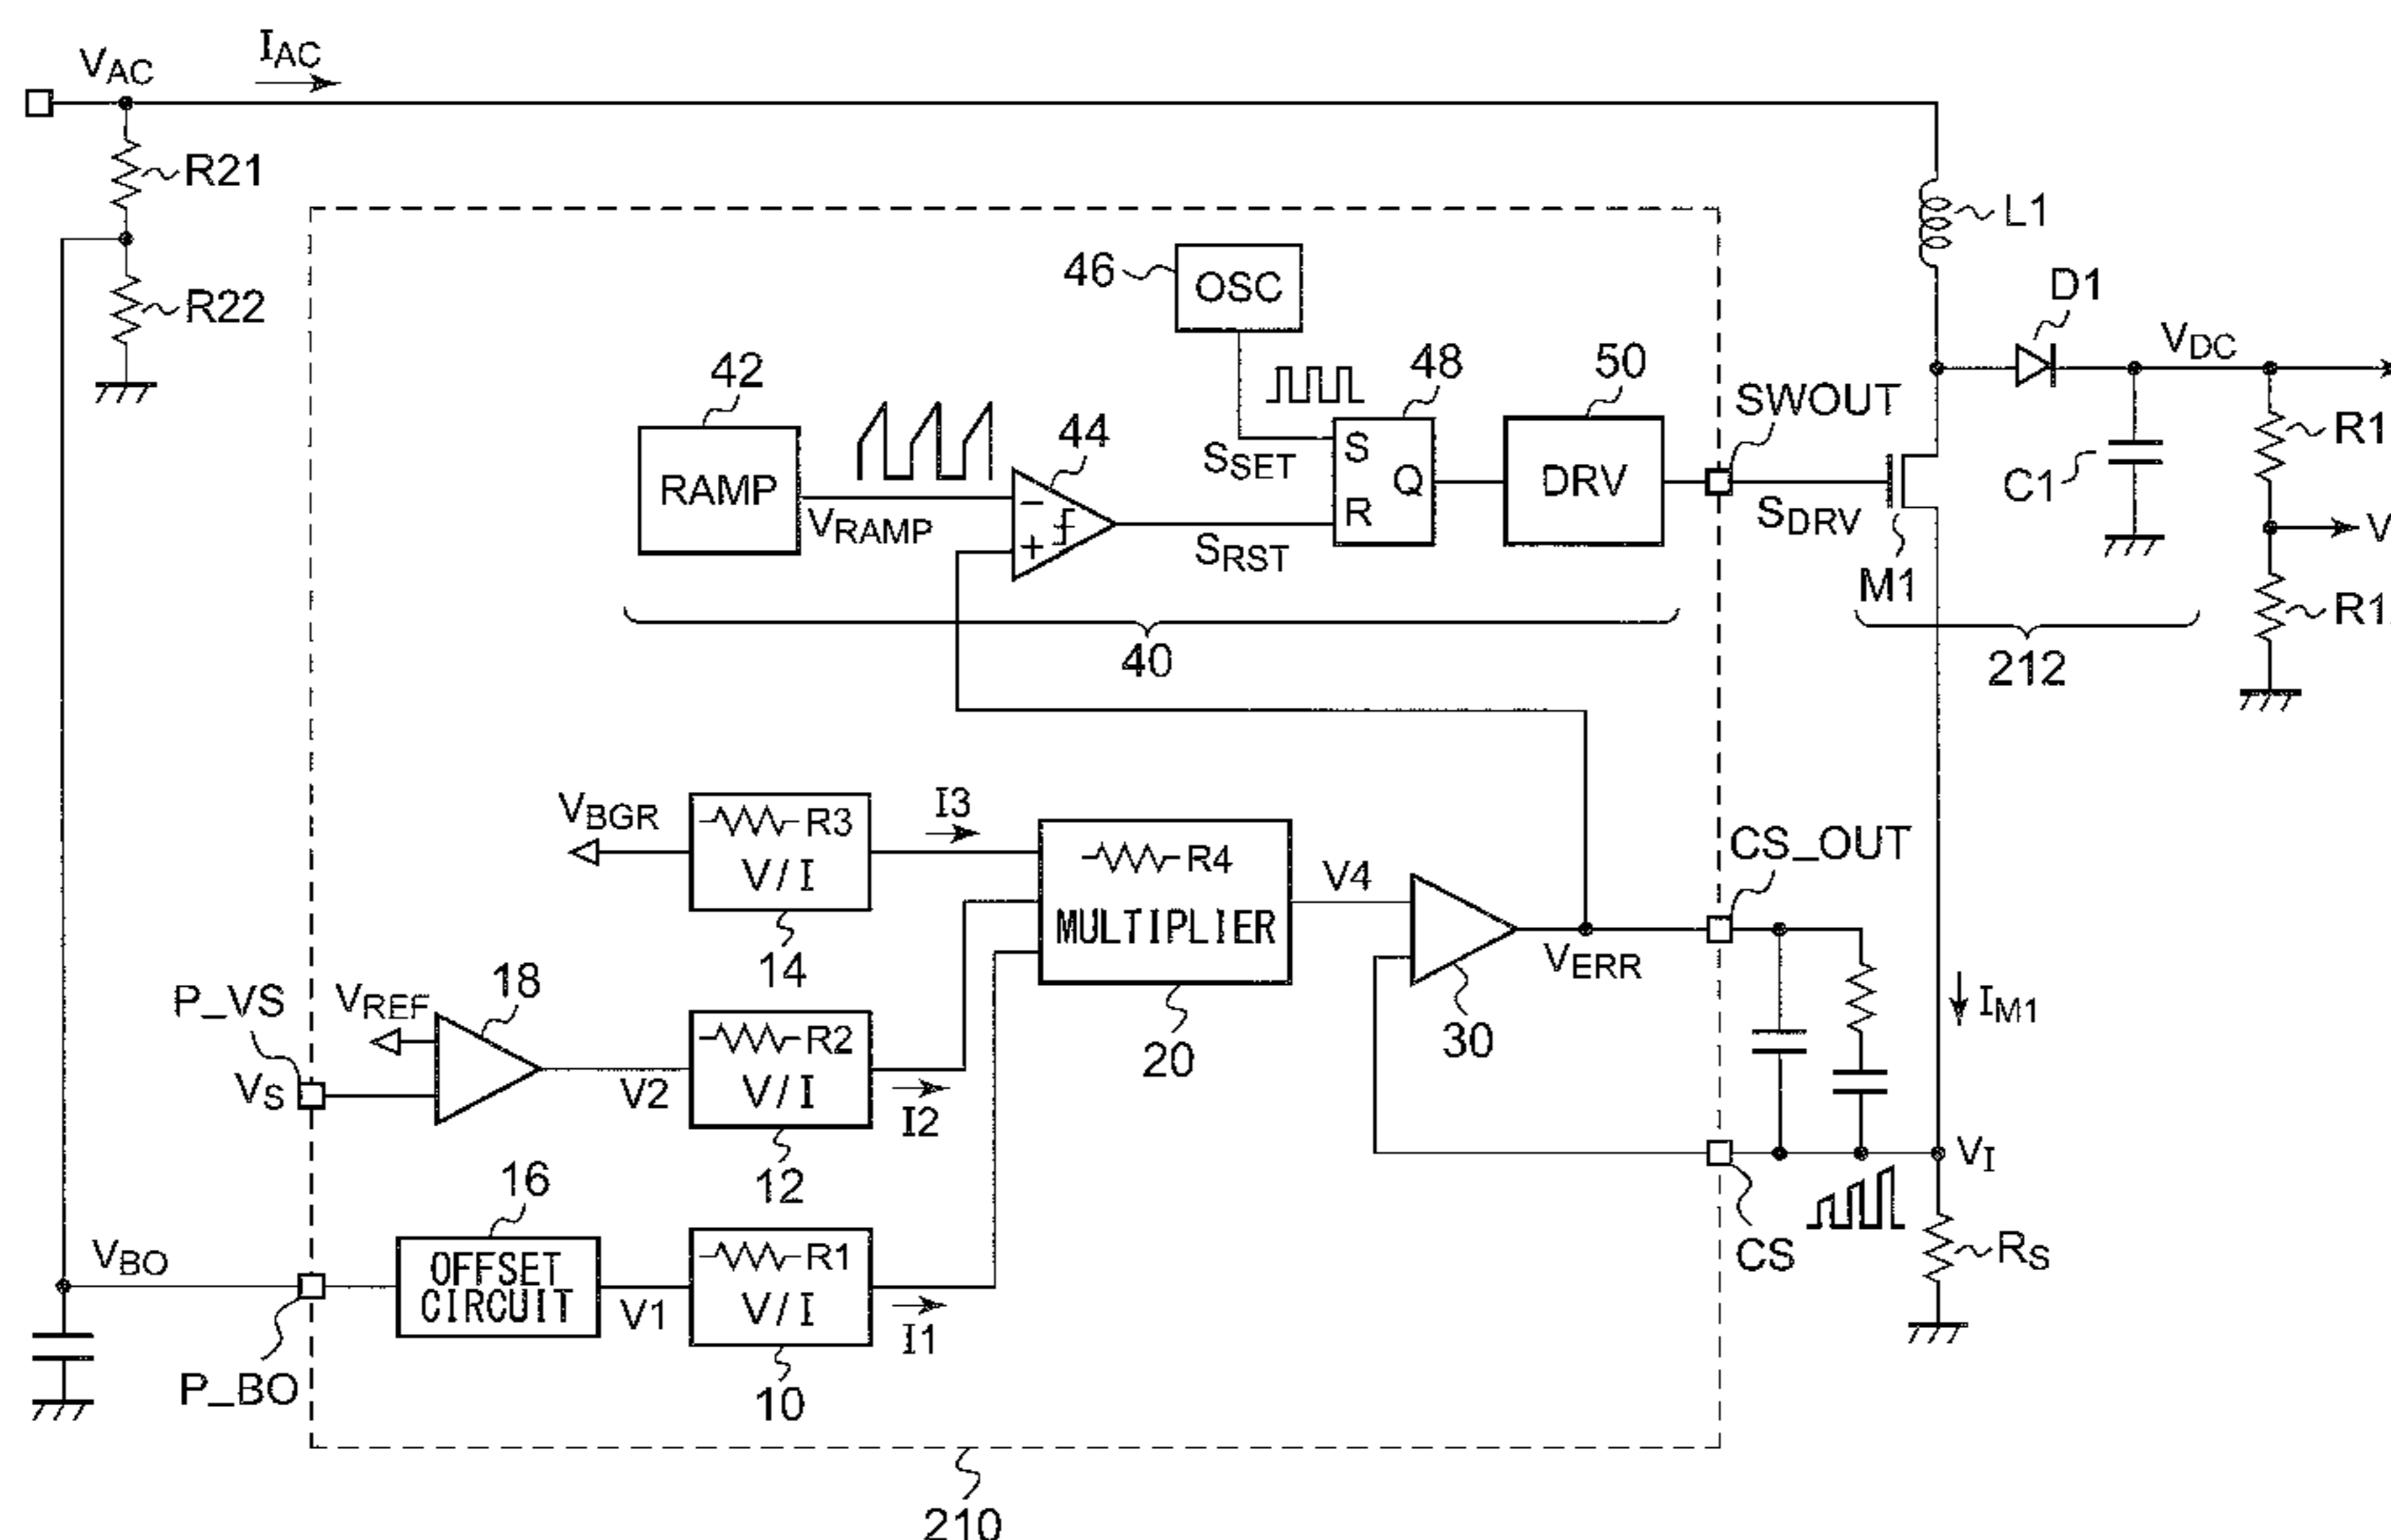 VAC
IAC
R21
R22
L1
46
OSC
D1
VDC
42
48
50
SWOUT
44
RAMP
VRAMP
SSET
S
R
Q
DRV
SDRV
C1
R1
V
SRST
M1
R1
40
212
VBGR
R3
V/I
14
I3
R4
MULTIPLIER
20
V4
30
VERR
CS_OUT
IM1
P_VS
VREF
18
VS
V2
R2
V/I
12
I2
VI
CS
RS
16
VBO
OFFSET
CIRCUIT
V1
R1
V/I
10
I1
P_BO
210